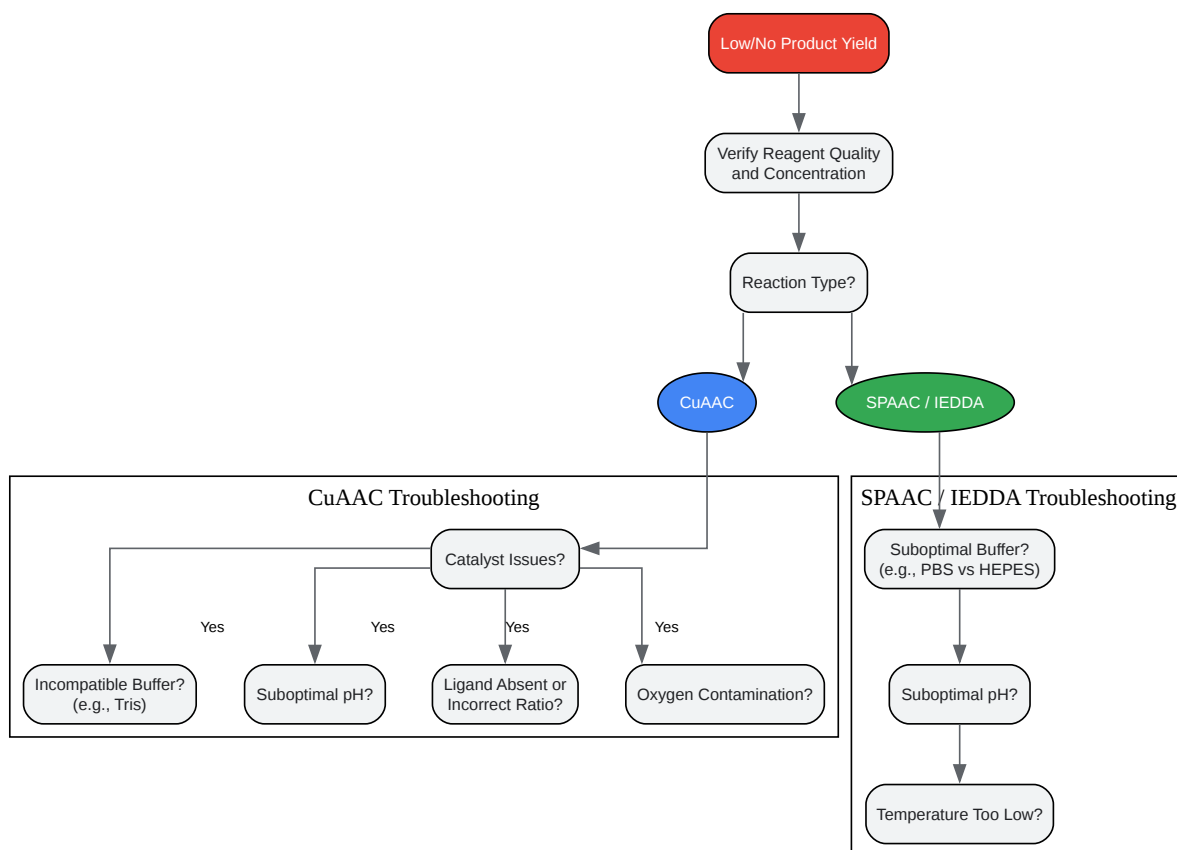 Low/No Product Yield
Verify Reagent Quality
and Concentration
Reaction Type?
CuAAC
SPAAC / IEDDA
CuAAC Troubleshooting
SPAAC / IEDDA Troubleshooting
Catalyst Issues?
Suboptimal Buffer?
(e.g., PBS vs HEPES)
Yes
Yes
Yes
Yes
Incompatible Buffer?
(e.g., Tris)
Suboptimal pH?
Ligand Absent or
Incorrect Ratio?
Oxygen Contamination?
Suboptimal pH?
Temperature Too Low?